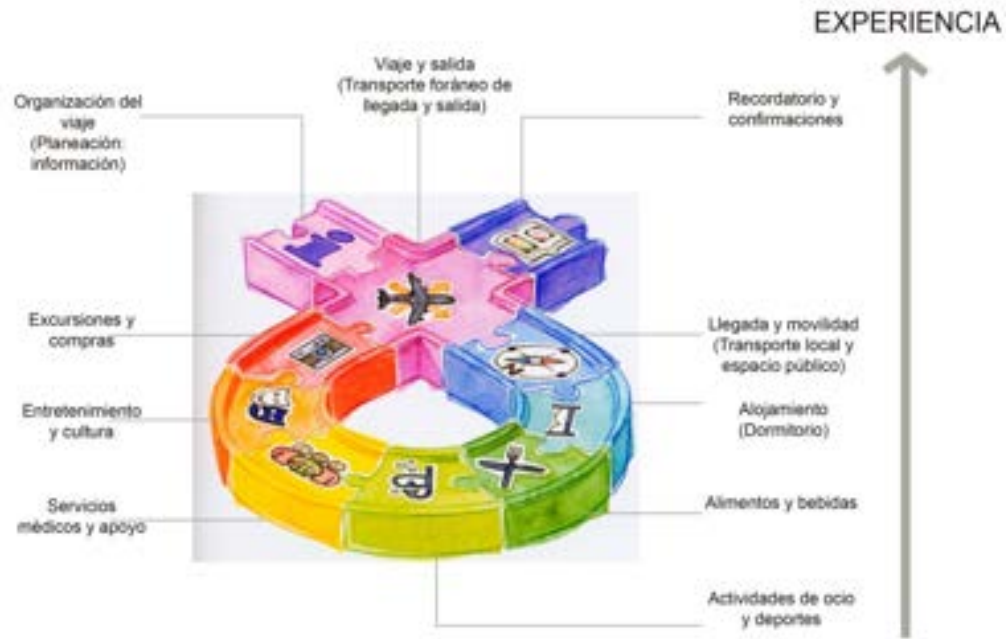 EXPERIENCIA
Viaje y salida
(Transporte foráneo de
llegada y salida)
Organización del
viaje
(Planeación:
información)
Recordatorio y
confirmaciones
Excursiones y
compras
Llegada y movilidad
(Transporte local y
espacio público)
Entretenimiento
y cultura
Alojamiento
(Dormitorio)
Servicios
médicos y apoyo
Alimentos y bebidas
Actividades de ocio
y deportes